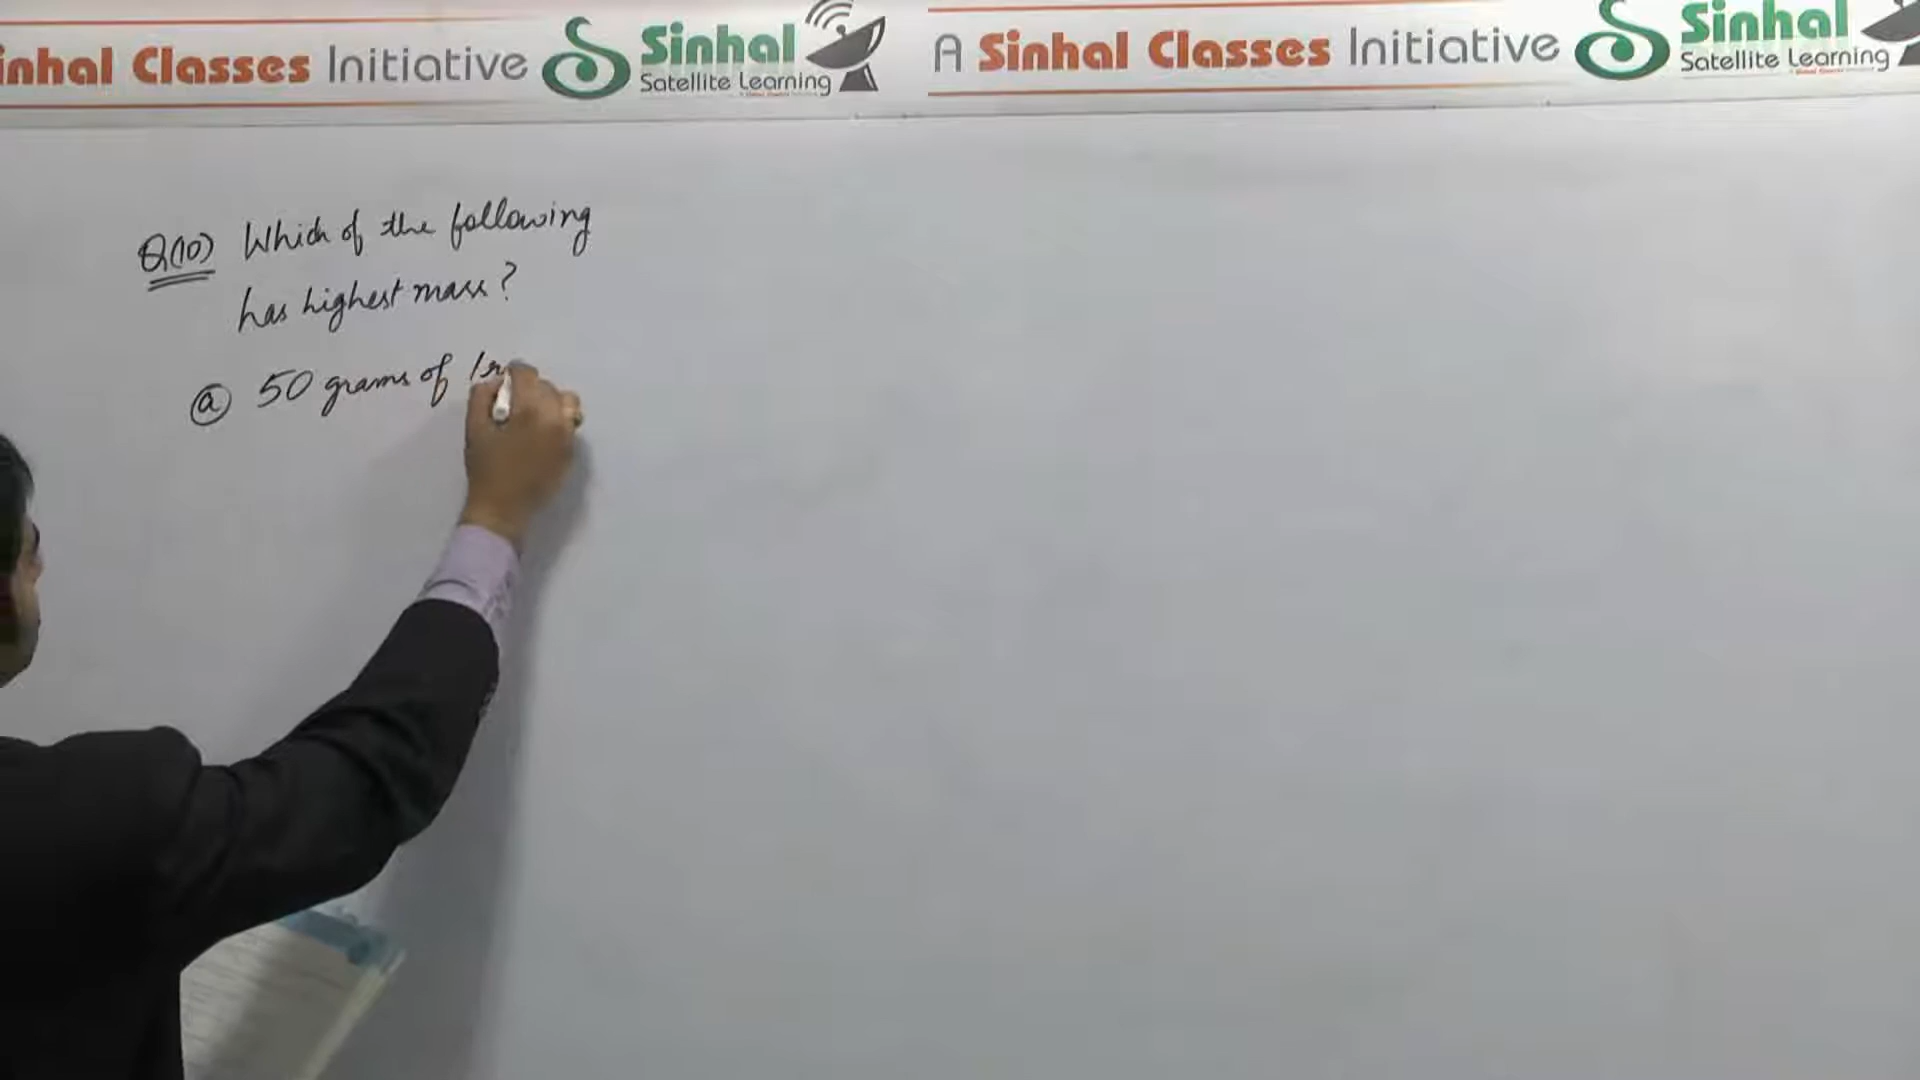 inhal Classes Initiative Sinhal A Sinhal Classes Initiative Sinhal
Satellite Learning Satellite Learning
Q(10) Which of the following
has highest mass?
(a) 50 grams of Ir